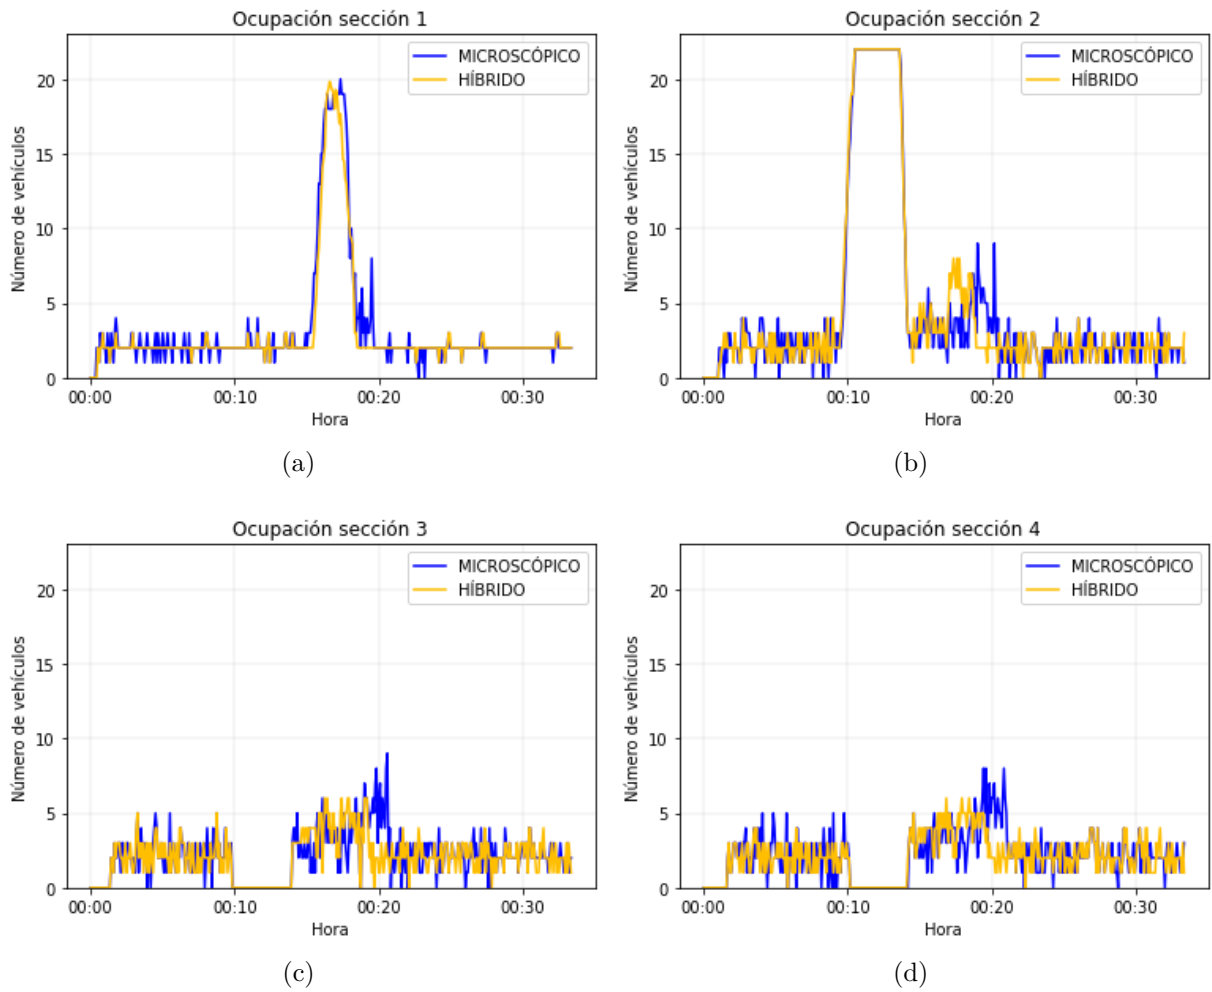 Ocupación sección 1
MICROSCÓPICO
HÍBRIDO
Número de vehículos
20
15
10
5
0
00:00 00:10 00:20 00:30
Hora
(a)
Ocupación sección 2
MICROSCÓPICO
HÍBRIDO
Número de vehículos
20
15
10
5
0
00:00 00:10 00:20 00:30
Hora
(b)
Ocupación sección 3
MICROSCÓPICO
HÍBRIDO
Número de vehículos
20
15
10
5
0
00:00 00:10 00:20 00:30
Hora
(c)
Ocupación sección 4
MICROSCÓPICO
HÍBRIDO
Número de vehículos
20
15
10
5
0
00:00 00:10 00:20 00:30
Hora
(d)